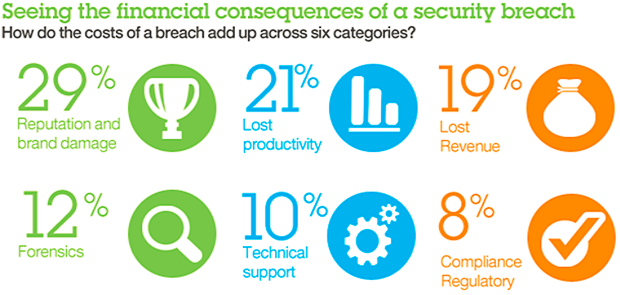 Seeing the financial consequences of a security breach
How do the costs of a breach add up across six categories?
29%
Reputation and
brand damage
21%
Lost
productivity
19%
Lost
Revenue
12%
Forensics
10%
Technical
support
8%
Compliance
Regulatory